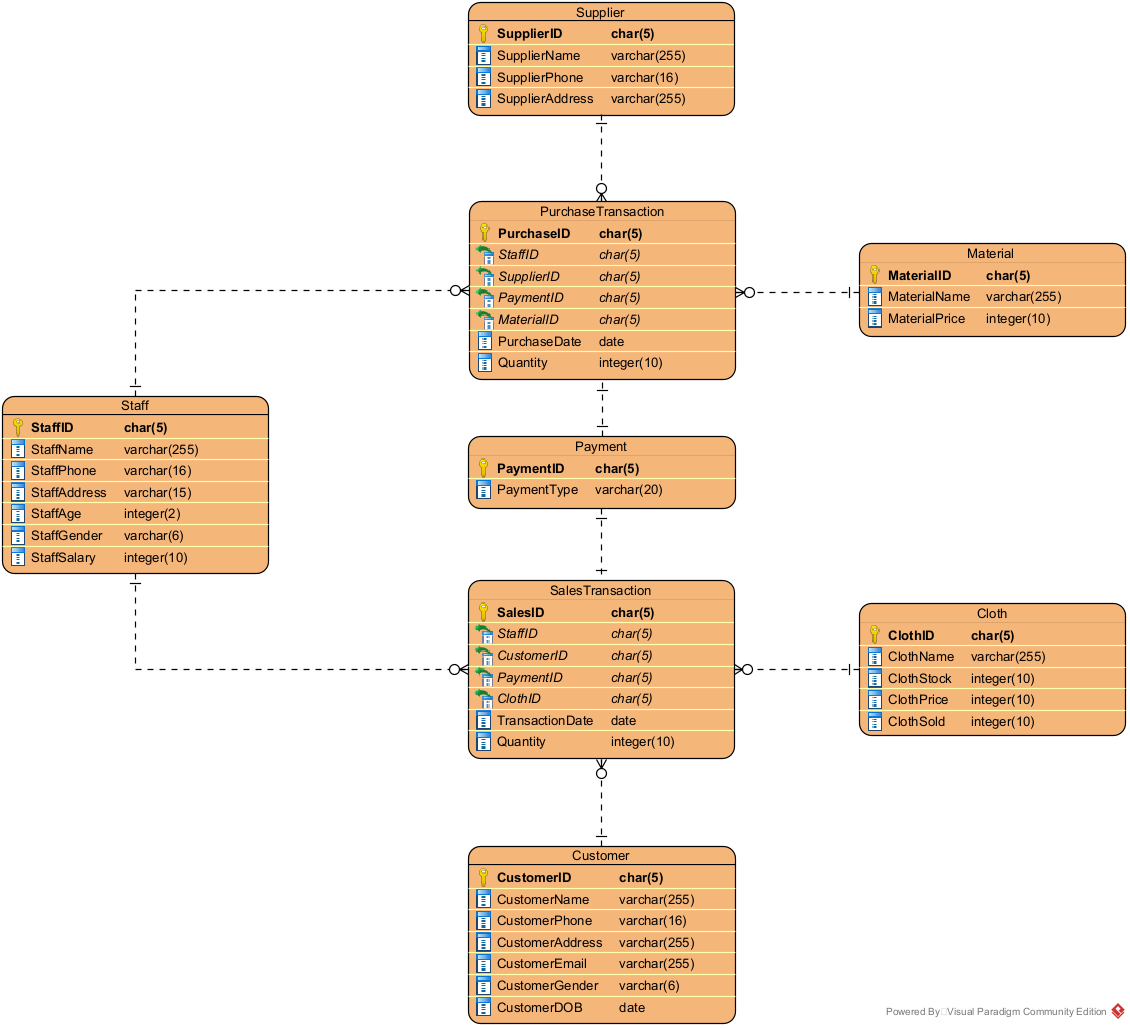 Supplier
SupplierID char(5)
SupplierName varchar(255)
SupplierPhone varchar(16)
SupplierAddress varchar(255)
PurchaseTransaction
PurchaseID char(5)
StaffID char(5)
SupplierID char(5)
PaymentID char(5)
MaterialID char(5)
PurchaseDate date
Quantity integer(10)
Material
MaterialID char(5)
MaterialName varchar(255)
MaterialPrice integer(10)
Staff
StaffID char(5)
StaffName varchar(255)
StaffPhone varchar(16)
StaffAddress varchar(15)
StaffAge integer(2)
StaffGender varchar(6)
StaffSalary integer(10)
Payment
PaymentID char(5)
PaymentType varchar(20)
SalesTransaction
SalesID char(5)
StaffID char(5)
CustomerID char(5)
PaymentID char(5)
ClothID char(5)
TransactionDate date
Quantity integer(10)
Cloth
ClothID char(5)
ClothName varchar(255)
ClothStock integer(10)
ClothPrice integer(10)
ClothSold integer(10)
Customer
CustomerID char(5)
CustomerName varchar(255)
CustomerPhone varchar(16)
CustomerAddress varchar(255)
CustomerEmail varchar(255)
CustomerGender varchar(6)
CustomerDOB date
Powered By Visual Paradigm Community Edition